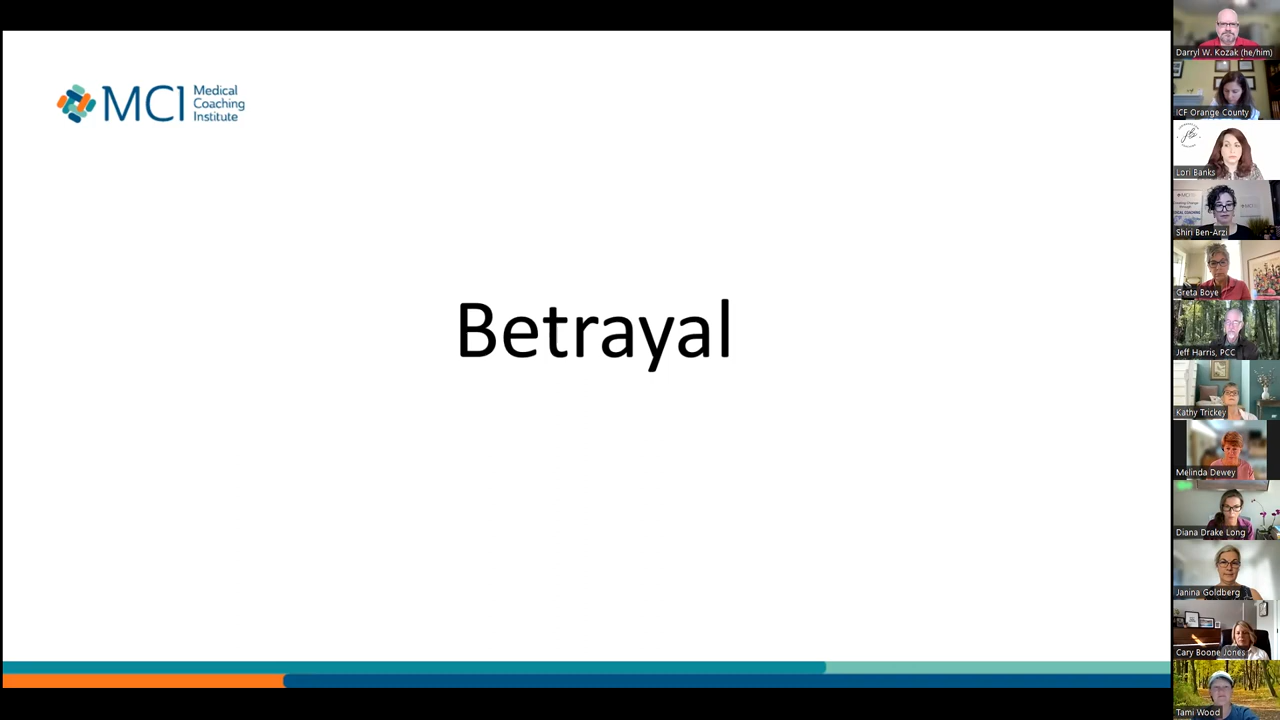 MCI Medical
Coaching
Institute
Betrayal
Darryl W. Kozak (he/him)
ICF Orange County
Lori Banks
Shiri Ben-Arzi
Greta Boye
Jeff Harris, PCC
Kathy Trickey
Melinda Dewey
Diana Drake Long
Janina Goldberg
Cary Boone Jones
Tami Wood